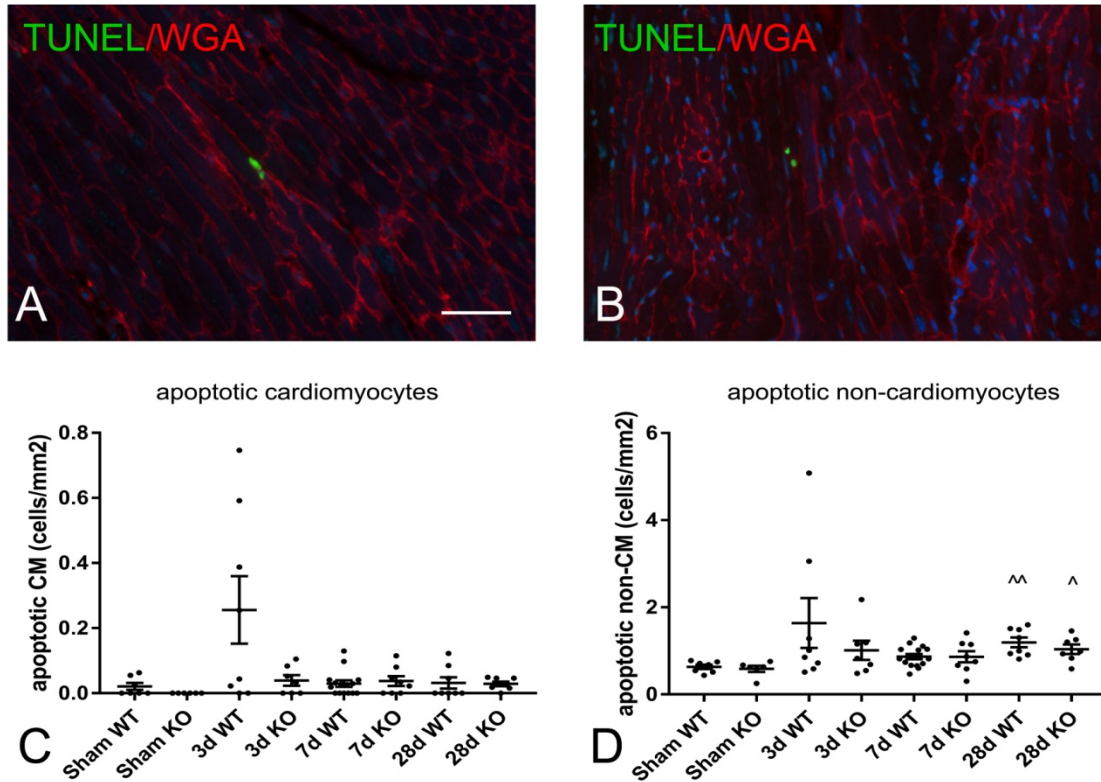 TUNEL/WGA
A
TUNEL/WGA
B
apoptotic cardiomyocytes
apoptotic CM (cells/mm2)
0.8
0.6
0.4
0.2
0.0
Sham WT
Sham KO
3d WT
3d KO
7d WT
7d KO
28d WT
28d KO
C
apoptotic non-cardiomyocytes
apoptotic non-CM (cells/mm2)
6
4
2
0
^^
^
Sham WT
Sham KO
3d WT
3d KO
7d WT
7d KO
28d WT
28d KO
D